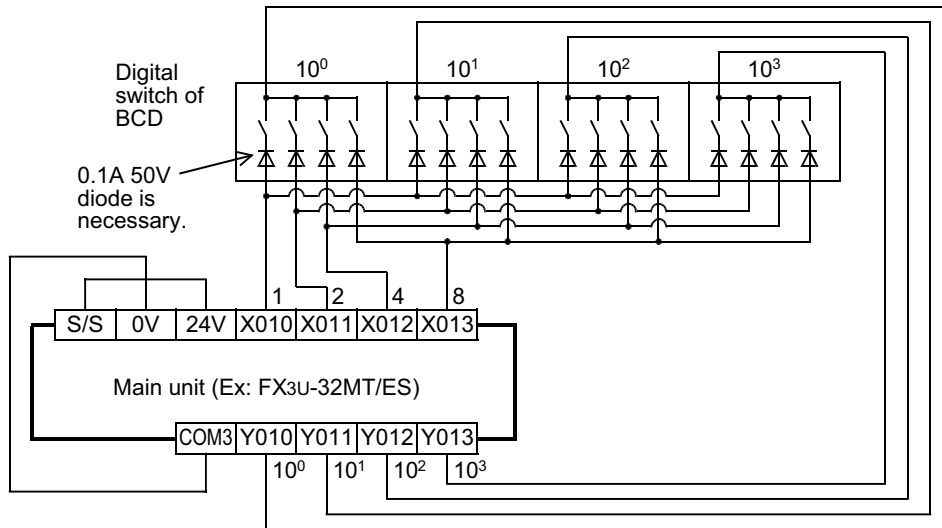 10⁰ 10¹ 10² 10³
Digital
switch of
BCD
0.1A 50V
diode is
necessary.
1 2 4 8
S/S 0V 24V X010 X011 X012 X013
Main unit (Ex: FX3U-32MT/ES)
COM3 Y010 Y011 Y012 Y013
10⁰ 10¹ 10² 10³